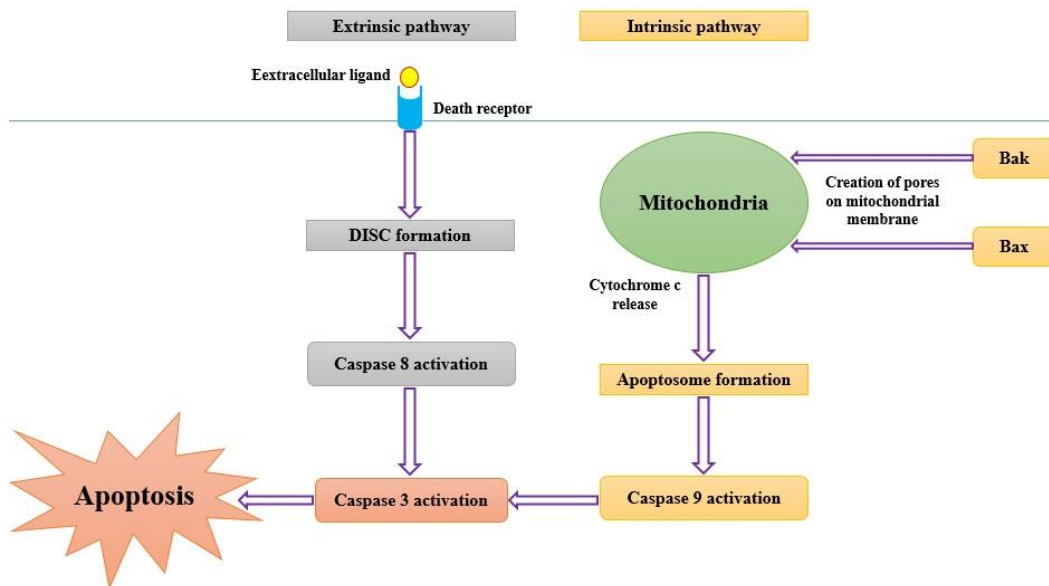 Extrinsic pathway
Intrinsic pathway
Eextracellular ligand
Death receptor
Bak
Mitochondria
Creation of pores
on mitochondrial
membrane
DISC formation
Bax
Cytochrome c
release
Caspase 8 activation
Apoptosome formation
Apoptosis
Caspase 3 activation
Caspase 9 activation